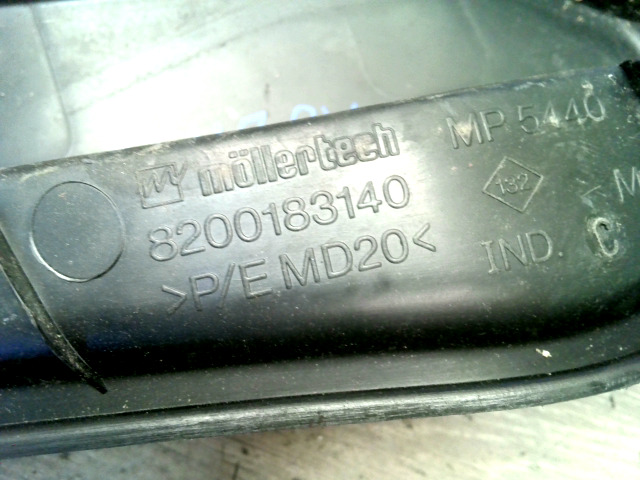 möllertech
8200183140
>P/E MD20<
MP 5440
132
IND. C
< M